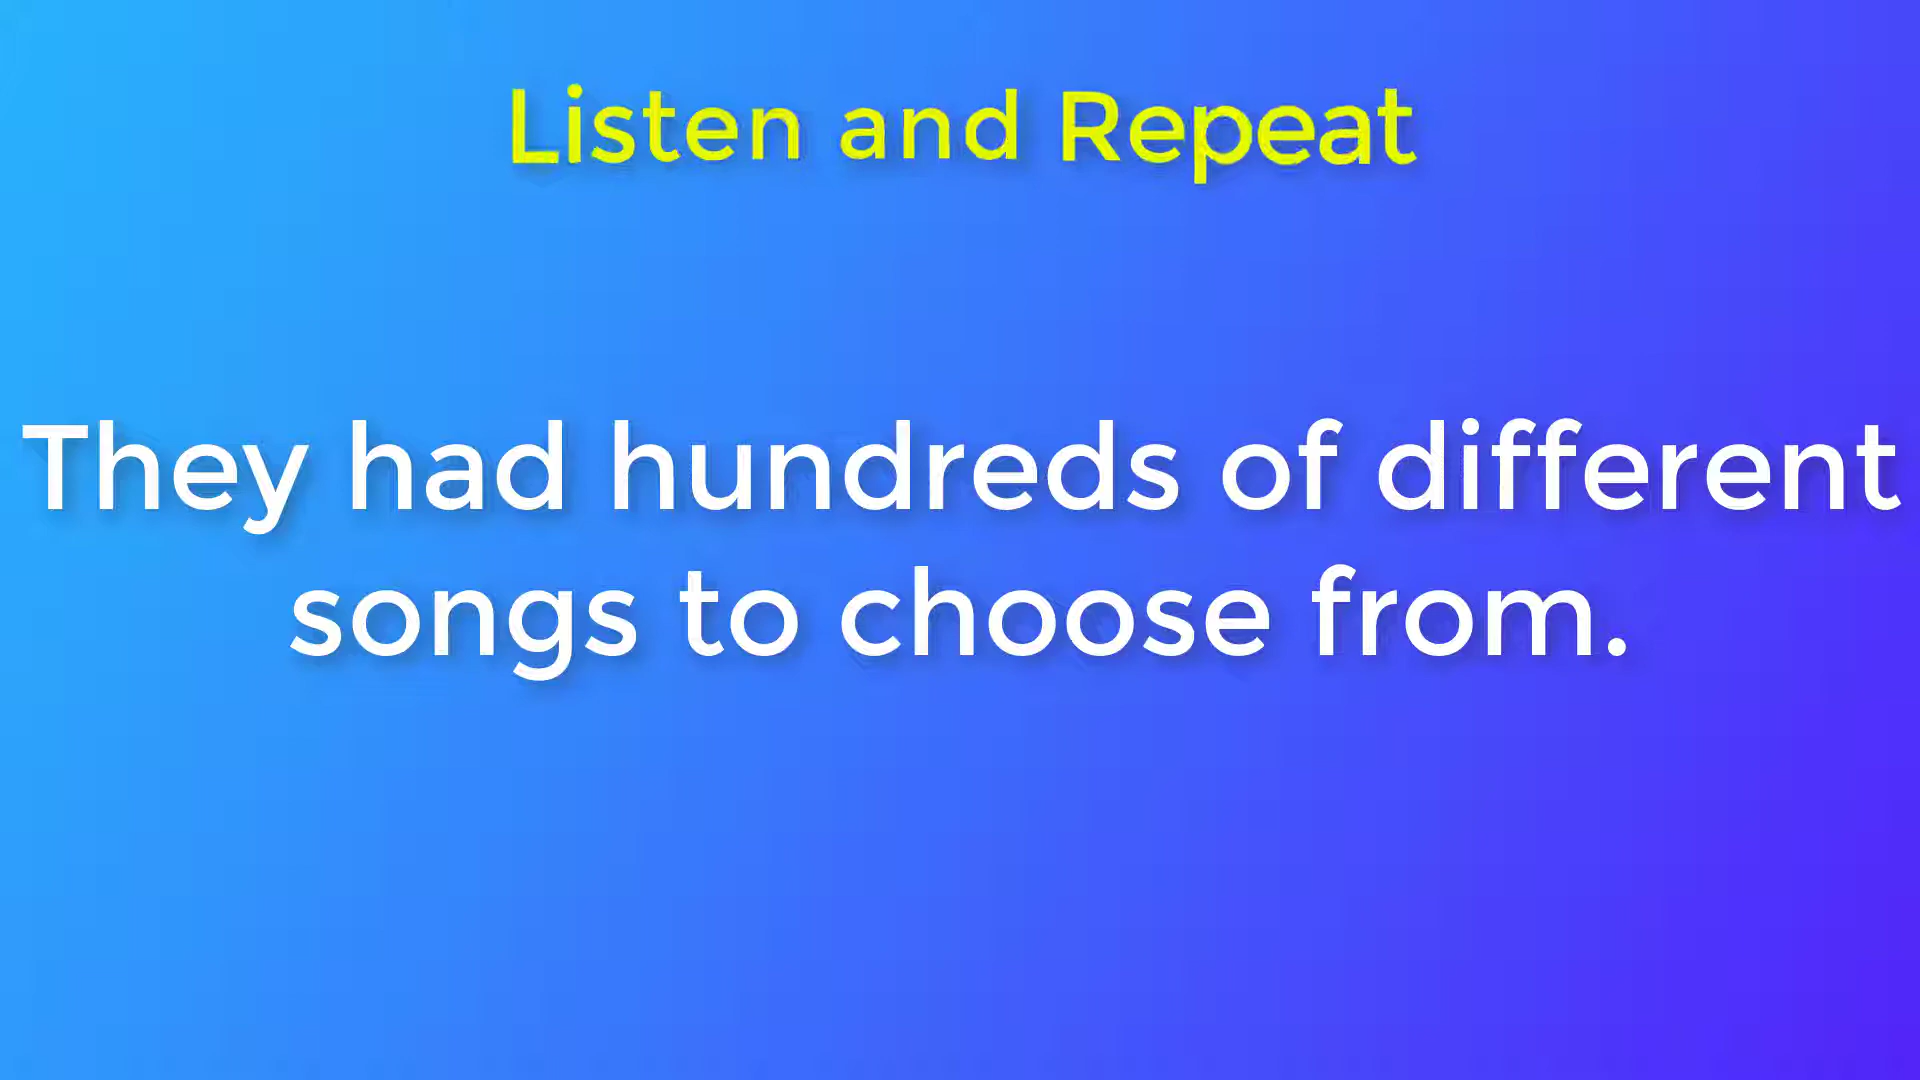 Listen and Repeat
They had hundreds of different
songs to choose from.